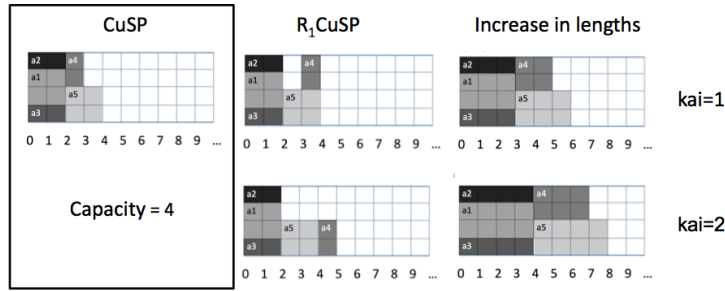 CuSP
R₁CuSP
Increase in lengths
a2 a4
a1
a5
a3
0 1 2 3 4 5 6 7 8 9 ...
a2 a4
a1
a5
a3
0 1 2 3 4 5 6 7 8 9 ...
a2 a4
a1
a5
a3
0 1 2 3 4 5 6 7 8 9 ...
kai=1
Capacity = 4
a2
a1
a5 a4
a3
0 1 2 3 4 5 6 7 8 9 ...
a2 a4
a1
a5
a3
0 1 2 3 4 5 6 7 8 9 ...
kai=2